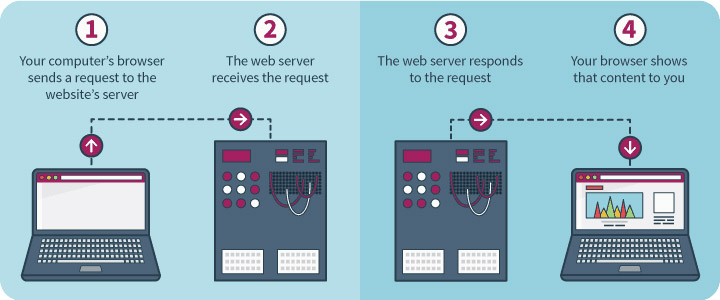 1
Your computer's browser
sends a request to the
website's server
2
The web server
receives the request
3
The web server responds
to the request
4
Your browser shows
that content to you